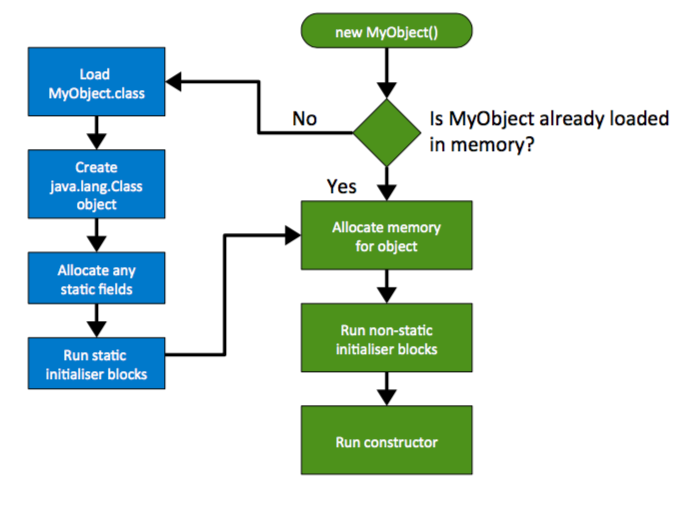 new MyObject()
Load
MyObject.class
No
Is MyObject already loaded
in memory?
Create
java.lang.Class
object
Yes
Allocate memory
for object
Allocate any
static fields
Run non-static
initialiser blocks
Run static
initialiser blocks
Run constructor